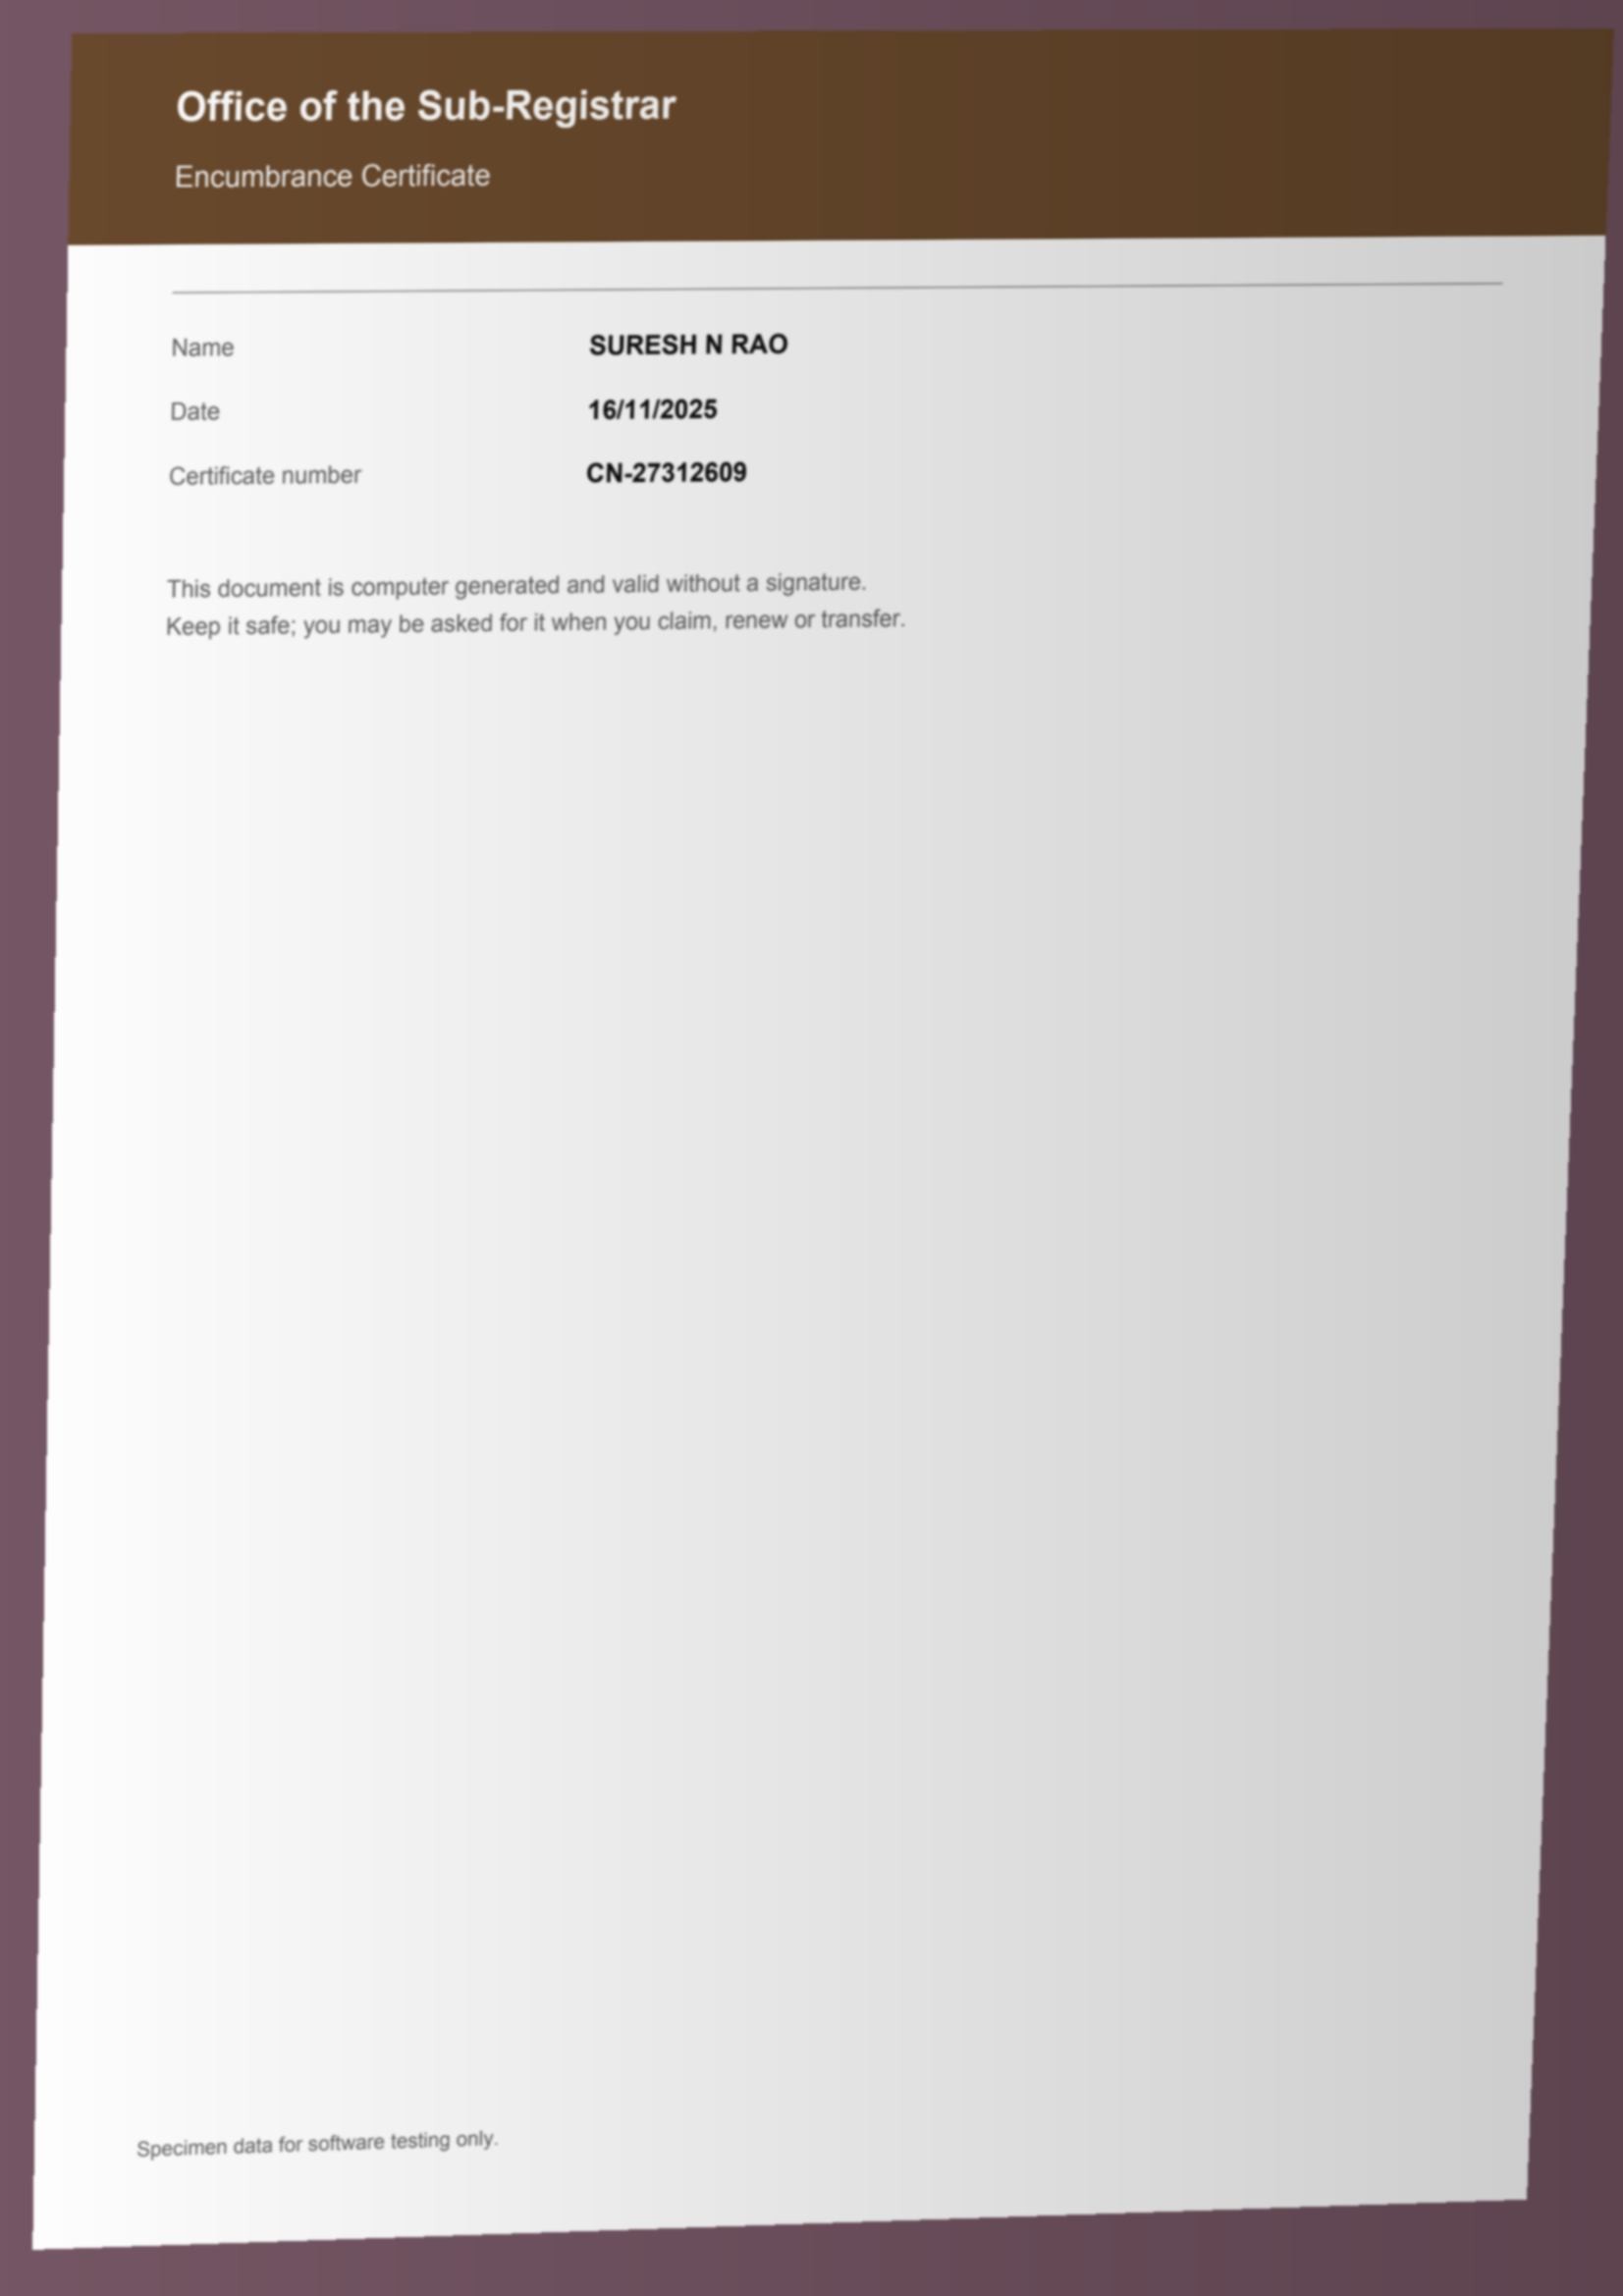 Office of the Sub-Registrar
Encumbrance Certificate
Name SURESH N RAO
Date 16/11/2025
Certificate number CN-27312609
This document is computer generated and valid without a signature.
Keep it safe; you may be asked for it when you claim, renew or transfer.
Specimen data for software testing only.